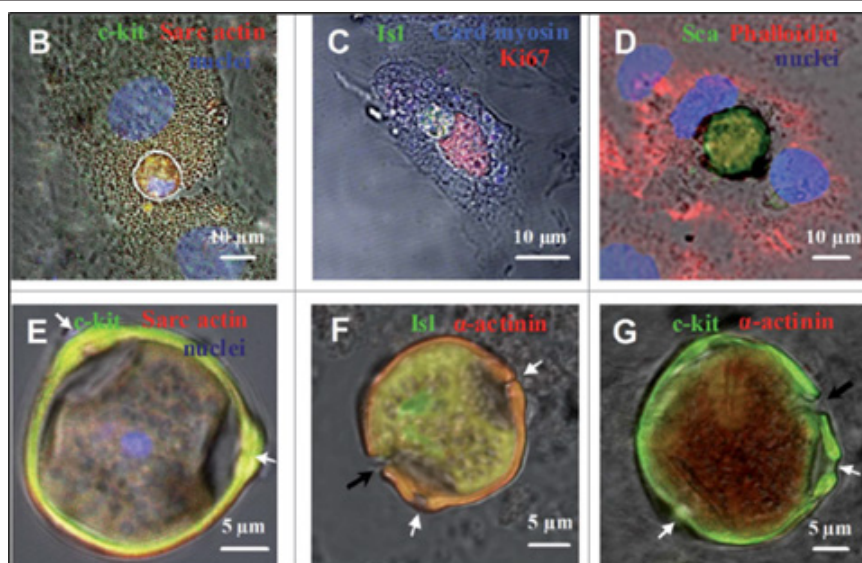 B
c-kit Sarc actin
nuclei
10 µm
C
Isl Card myosin
Ki67
10 µm
D
Sca Phalloidin
nuclei
10 µm
E
c-kit Sarc actin
nuclei
5 µm
F
Isl α-actinin
5 µm
G
c-kit α-actinin
5 µm